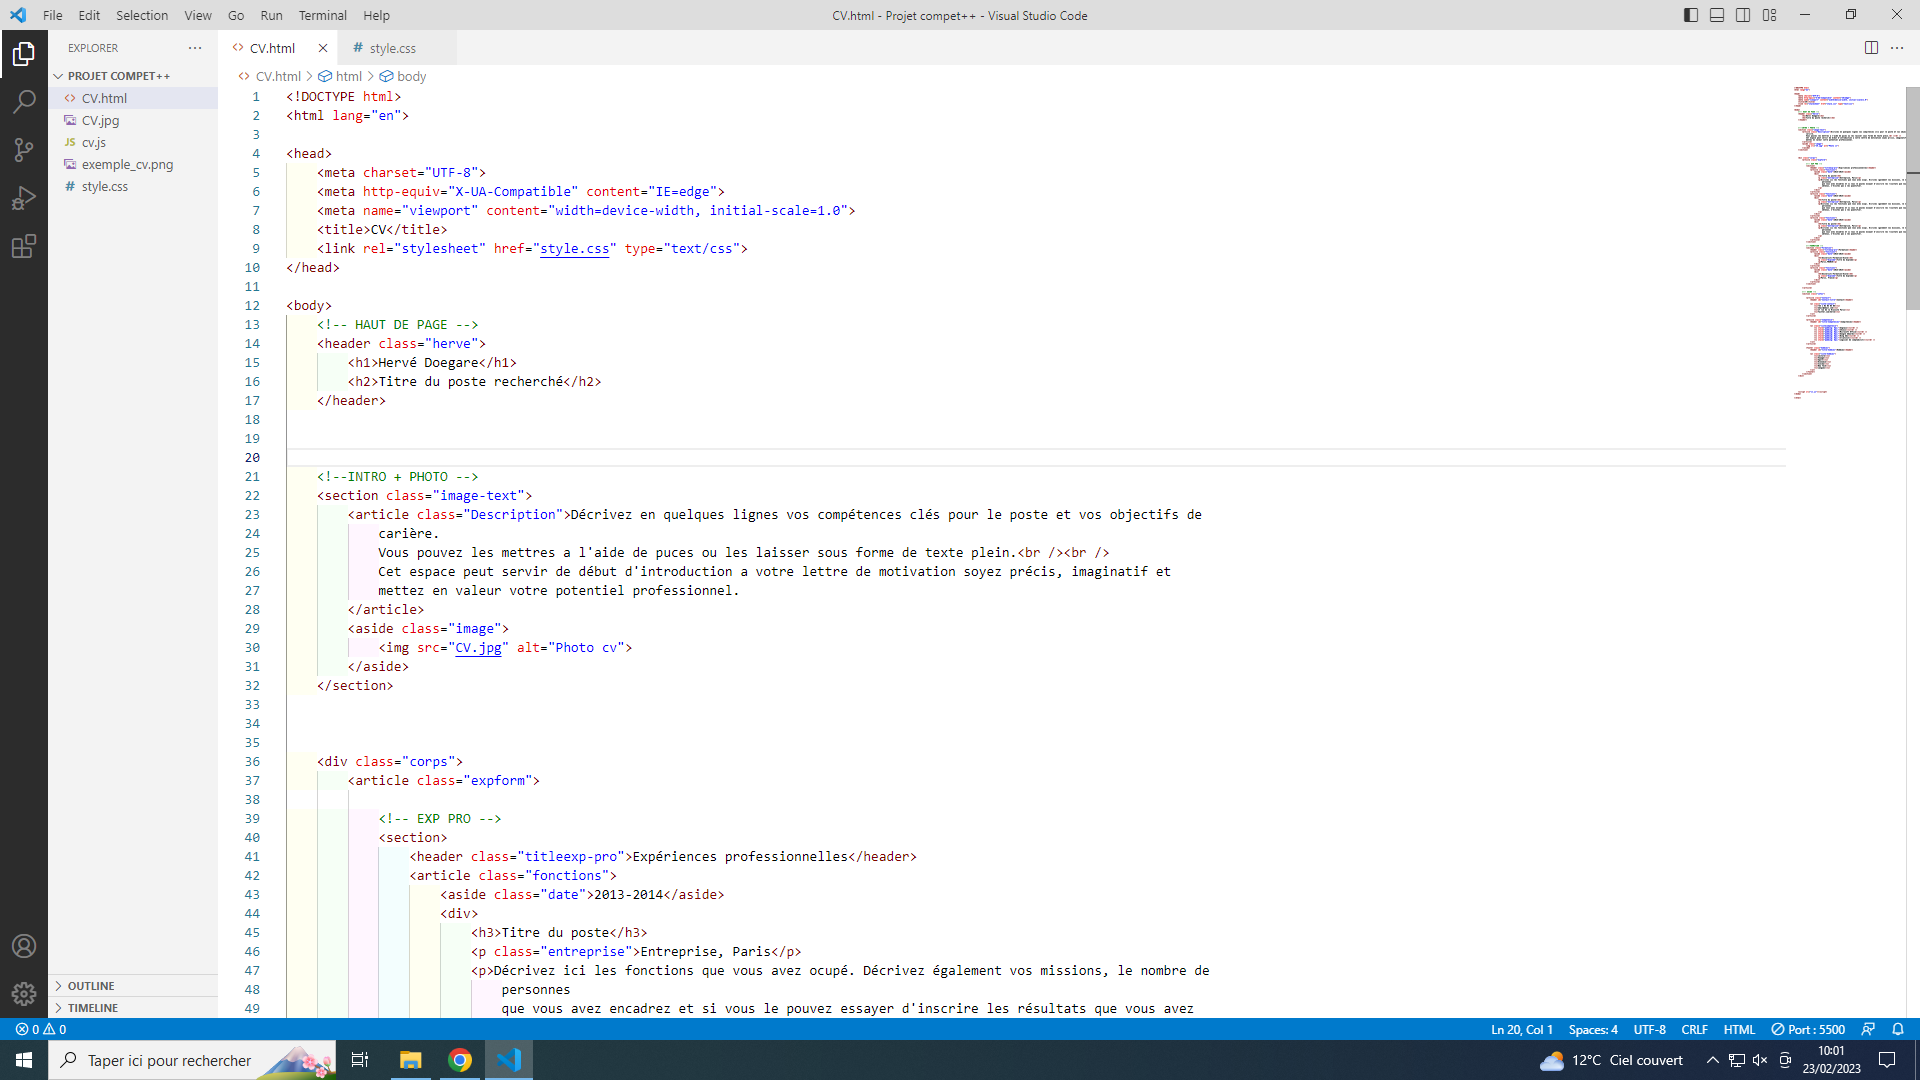 File Edit Selection View Go Run Terminal Help
CV.html - Projet compet++ - Visual Studio Code
EXPLORER
PROJET COMPET++
CV.html
CV.jpg
JS cv.js
exemple_cv.png
# style.css
OUTLINE
TIMELINE
<> CV.html
# style.css
<> CV.html > html > body
1 <!DOCTYPE html>
2 <html lang="en">
3
4 <head>
5 <meta charset="UTF-8">
6 <meta http-equiv="X-UA-Compatible" content="IE=edge">
7 <meta name="viewport" content="width=device-width, initial-scale=1.0">
8 <title>CV</title>
9 <link rel="stylesheet" href="style.css" type="text/css">
10 </head>
11
12 <body>
13 <!-- HAUT DE PAGE -->
14 <header class="herve">
15 <h1>Hervé Doegare</h1>
16 <h2>Titre du poste recherché</h2>
17 </header>
18
19
20
21 <!--INTRO + PHOTO -->
22 <section class="image-text">
23 <article class="Description">Décrivez en quelques lignes vos compétences clés pour le poste et vos objectifs de
24 carière.
25 Vous pouvez les mettres a l'aide de puces ou les laisser sous forme de texte plein.<br /><br />
26 Cet espace peut servir de début d'introduction a votre lettre de motivation soyez précis, imaginatif et
27 mettez en valeur votre potentiel professionnel.
28 </article>
29 <aside class="image">
30 <img src="CV.jpg" alt="Photo cv">
31 </aside>
32 </section>
33
34
35
36 <div class="corps">
37 <article class="expform">
38
39 <!-- EXP PRO -->
40 <section>
41 <header class="titleexp-pro">Expériences professionnelles</header>
42 <article class="fonctions">
43 <aside class="date">2013-2014</aside>
44 <div>
45 <h3>Titre du poste</h3>
46 <p class="entreprise">Entreprise, Paris</p>
47 <p>Décrivez ici les fonctions que vous avez ocupé. Décrivez également vos missions, le nombre de
48 personnes
49 que vous avez encadrez et si vous le pouvez essayer d'inscrire les résultats que vous avez
0 0
Ln 20, Col 1 Spaces: 4 UTF-8 CRLF HTML Port : 5500
Taper ici pour rechercher
12°C Ciel couvert
10:01
23/02/2023